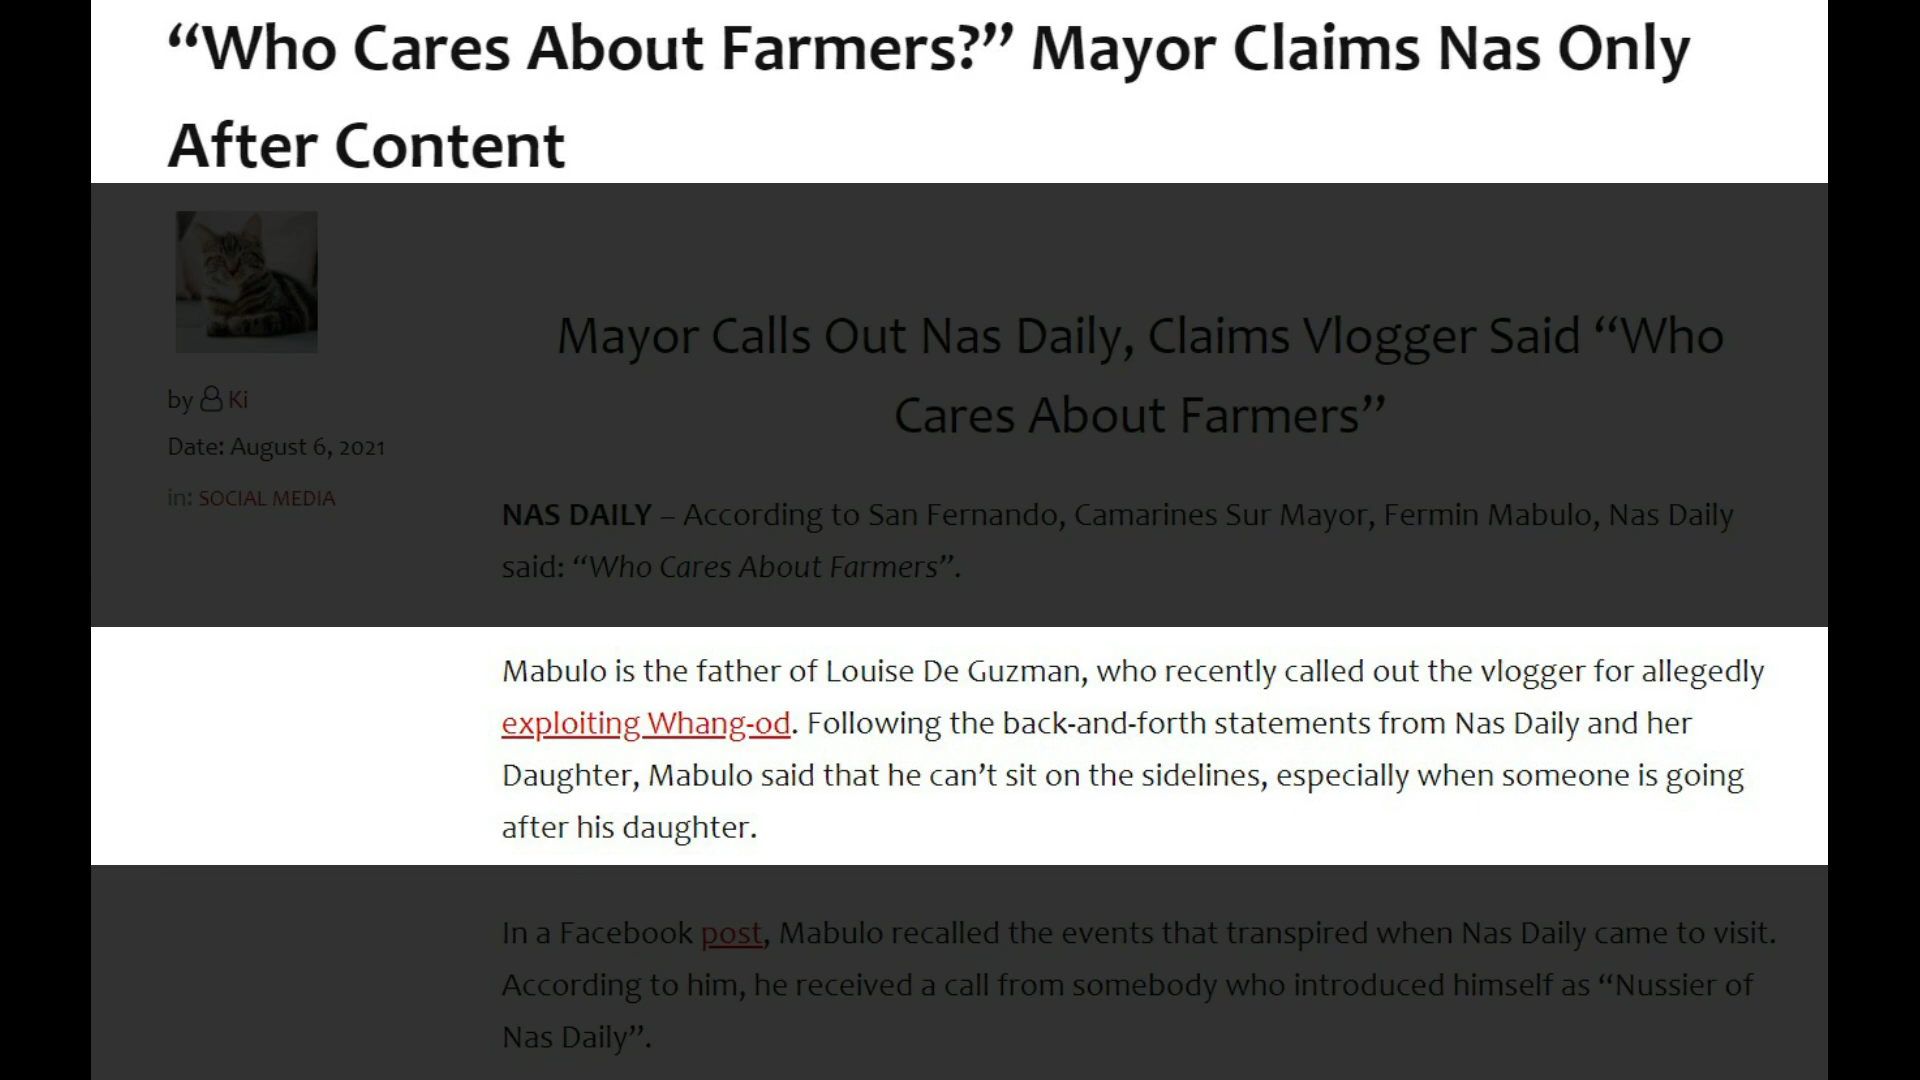 “Who Cares About Farmers?” Mayor Claims Nas Only
After Content
by Ki
Date: August 6, 2021
in: SOCIAL MEDIA
Mayor Calls Out Nas Daily, Claims Vlogger Said “Who
Cares About Farmers”
NAS DAILY – According to San Fernando, Camarines Sur Mayor, Fermin Mabulo, Nas Daily
said: “Who Cares About Farmers”.
Mabulo is the father of Louise De Guzman, who recently called out the vlogger for allegedly
exploiting Whang-od. Following the back-and-forth statements from Nas Daily and her
Daughter, Mabulo said that he can’t sit on the sidelines, especially when someone is going
after his daughter.
In a Facebook post, Mabulo recalled the events that transpired when Nas Daily came to visit.
According to him, he received a call from somebody who introduced himself as “Nussier of
Nas Daily”.